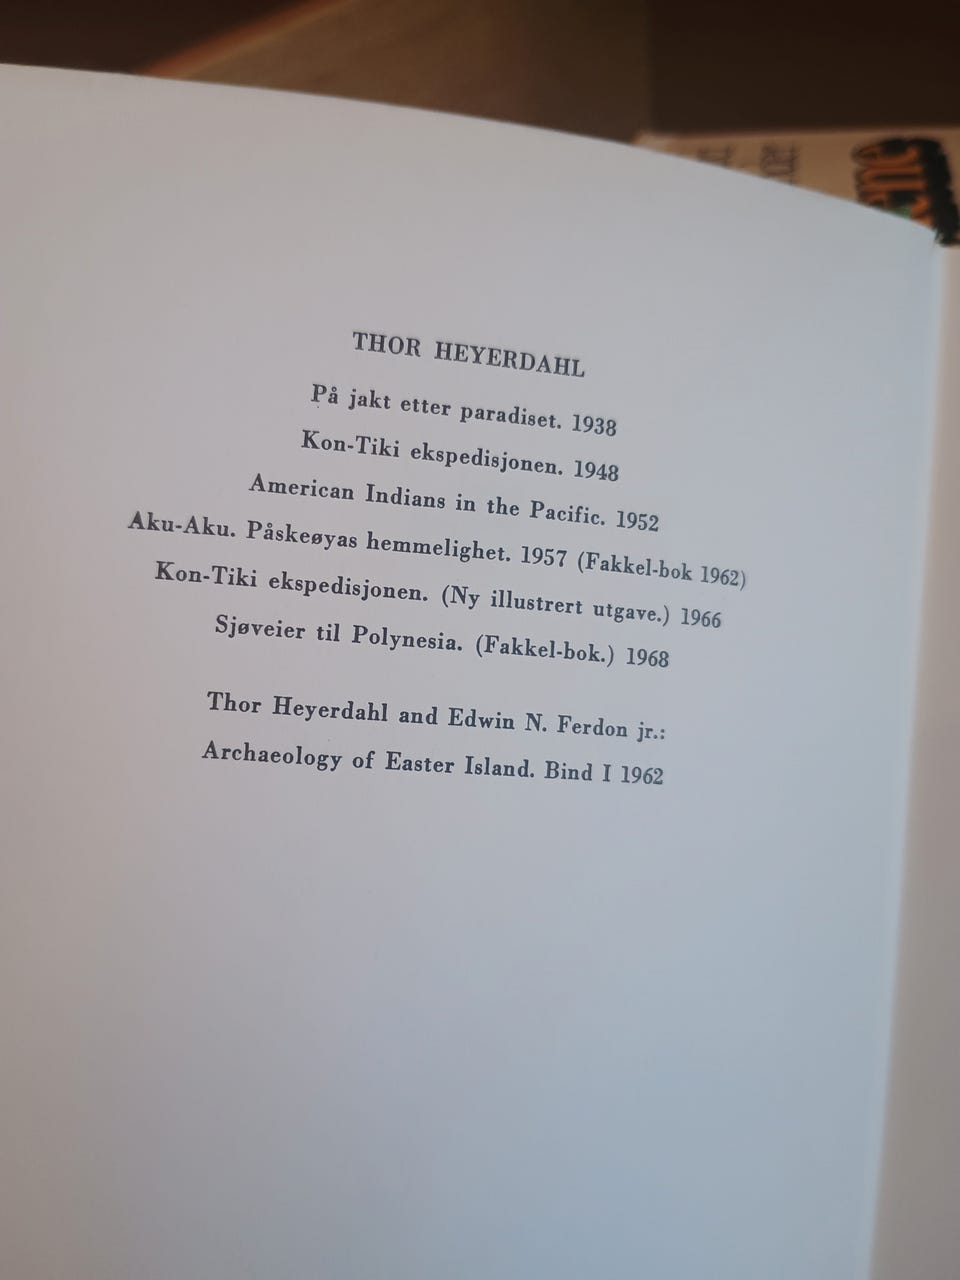 THOR HEYERDAHL
På jakt etter paradiset. 1938
Kon-Tiki ekspedisjonen. 1948
American Indians in the Pacific. 1952
Aku-Aku. Påskeøyas hemmelighet. 1957 (Fakkel-bok 1962)
Kon-Tiki ekspedisjonen. (Ny illustrert utgave.) 1966
Sjøveier til Polynesia. (Fakkel-bok.) 1968
Thor Heyerdahl and Edwin N. Ferdon jr.:
Archaeology of Easter Island. Bind I 1962